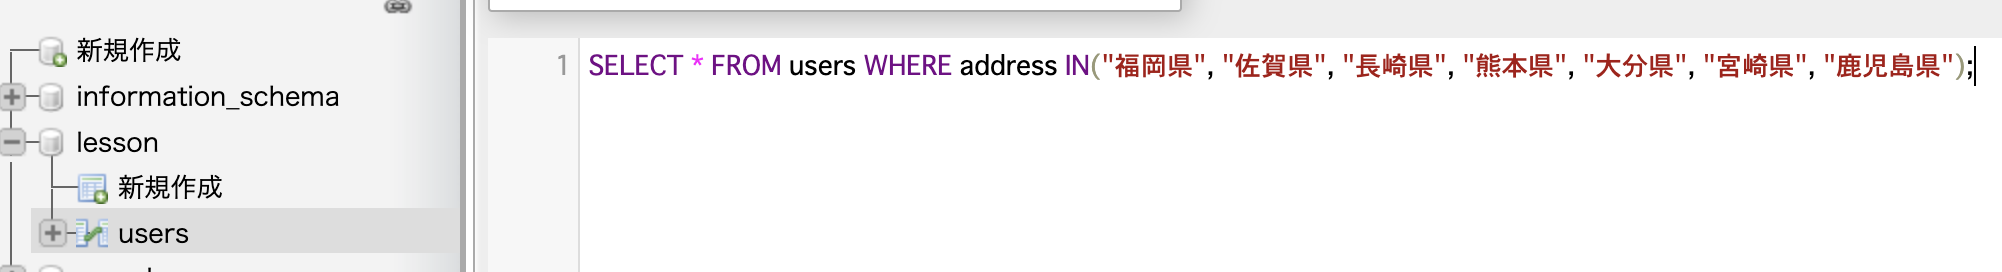 新規作成
information_schema
lesson
新規作成
users
1 SELECT * FROM users WHERE address IN("福岡県", "佐賀県", "長崎県", "熊本県", "大分県", "宮崎県", "鹿児島県");